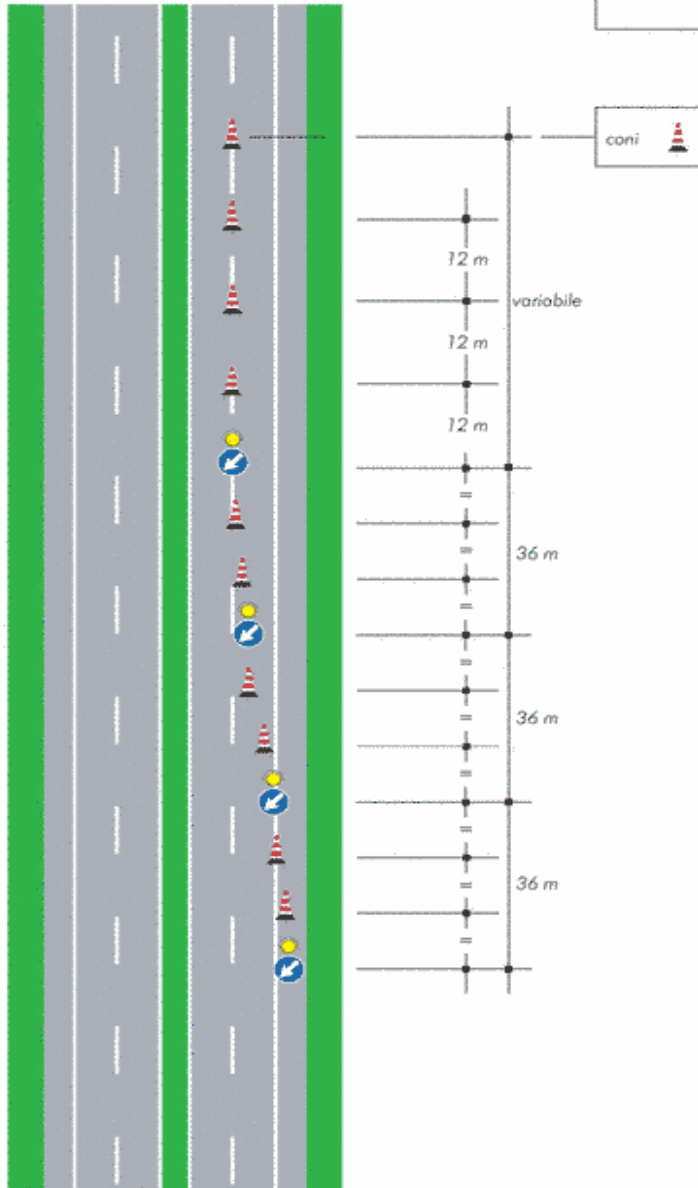 coni
12 m
variabile
12 m
12 m
=
=
36 m
=
=
=
36 m
=
=
=
36 m
=